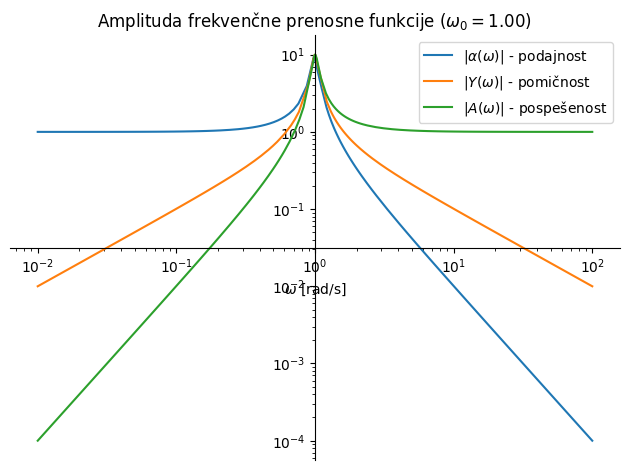 Amplituda frekvenčne prenosne funkcije (ω₀ = 1.00)
|α(ω)| - podajnost
|Y(ω)| - pomičnost
|A(ω)| - pospešenost
10¹
10⁰
10⁻¹
10⁻² 10⁻¹ 10⁰ 10¹ 10²
10⁻²
ω [rad/s]
10⁻³
10⁻⁴